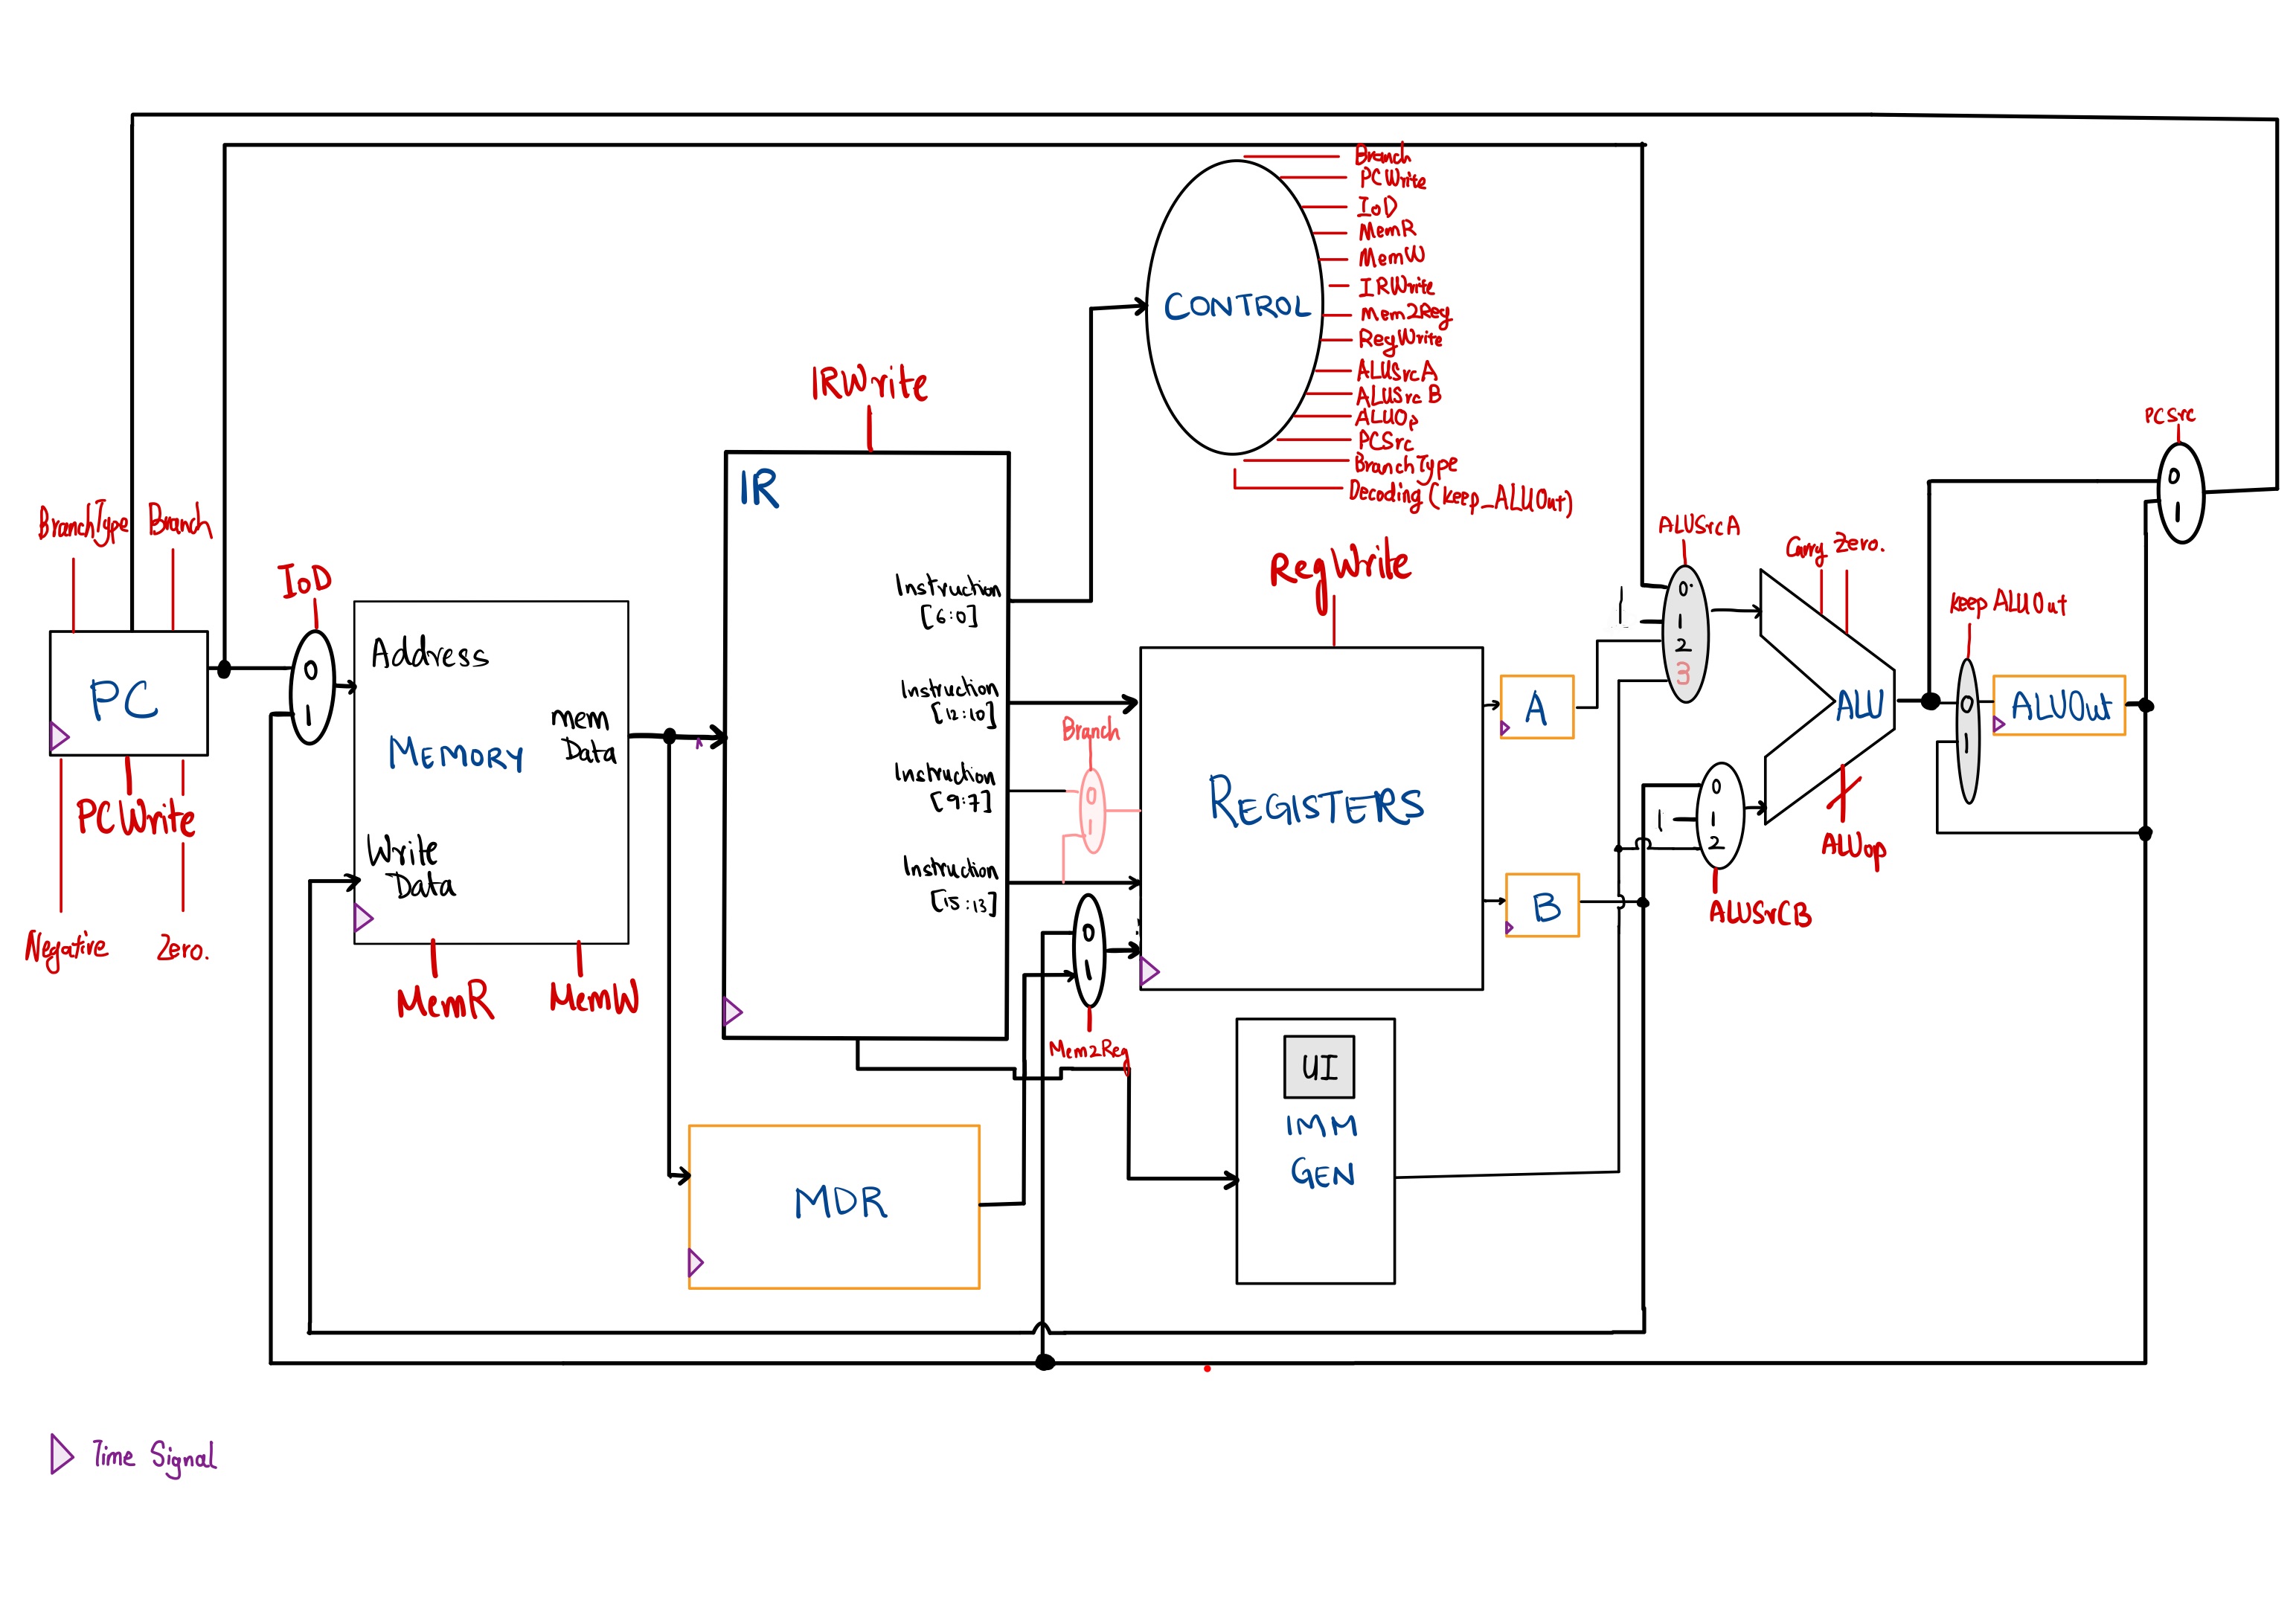 Branch
PCWrite
IoD
MemR
MemW
IRWrite
Mem2Reg
RegWrite
ALUSrcA
ALUSrcB
ALUOp
PCSrc
BranchType
Decoding (keep_ALUOut)
CONTROL
IRWrite
IR
Instruction
[6:0]
Instruction
[12:10]
Instruction
[9:7]
Instruction
[15:13]
BranchType
Branch
PC
PCWrite
Negative
Zero.
IoD
0
1
Address
MEMORY
Mem
Data
Write
Data
MemR
MemW
Branch
0
1
0
1
Mem2Reg
RegWrite
REGISTERS
MDR
UI
IMM
GEN
A
B
ALUSrcA
0
1
1
2
3
0
1
1
2
ALUSrCB
Carry
Zero.
ALU
ALUop
keep ALUOut
0
1
ALUOut
PCSrc
0
1
Time Signal